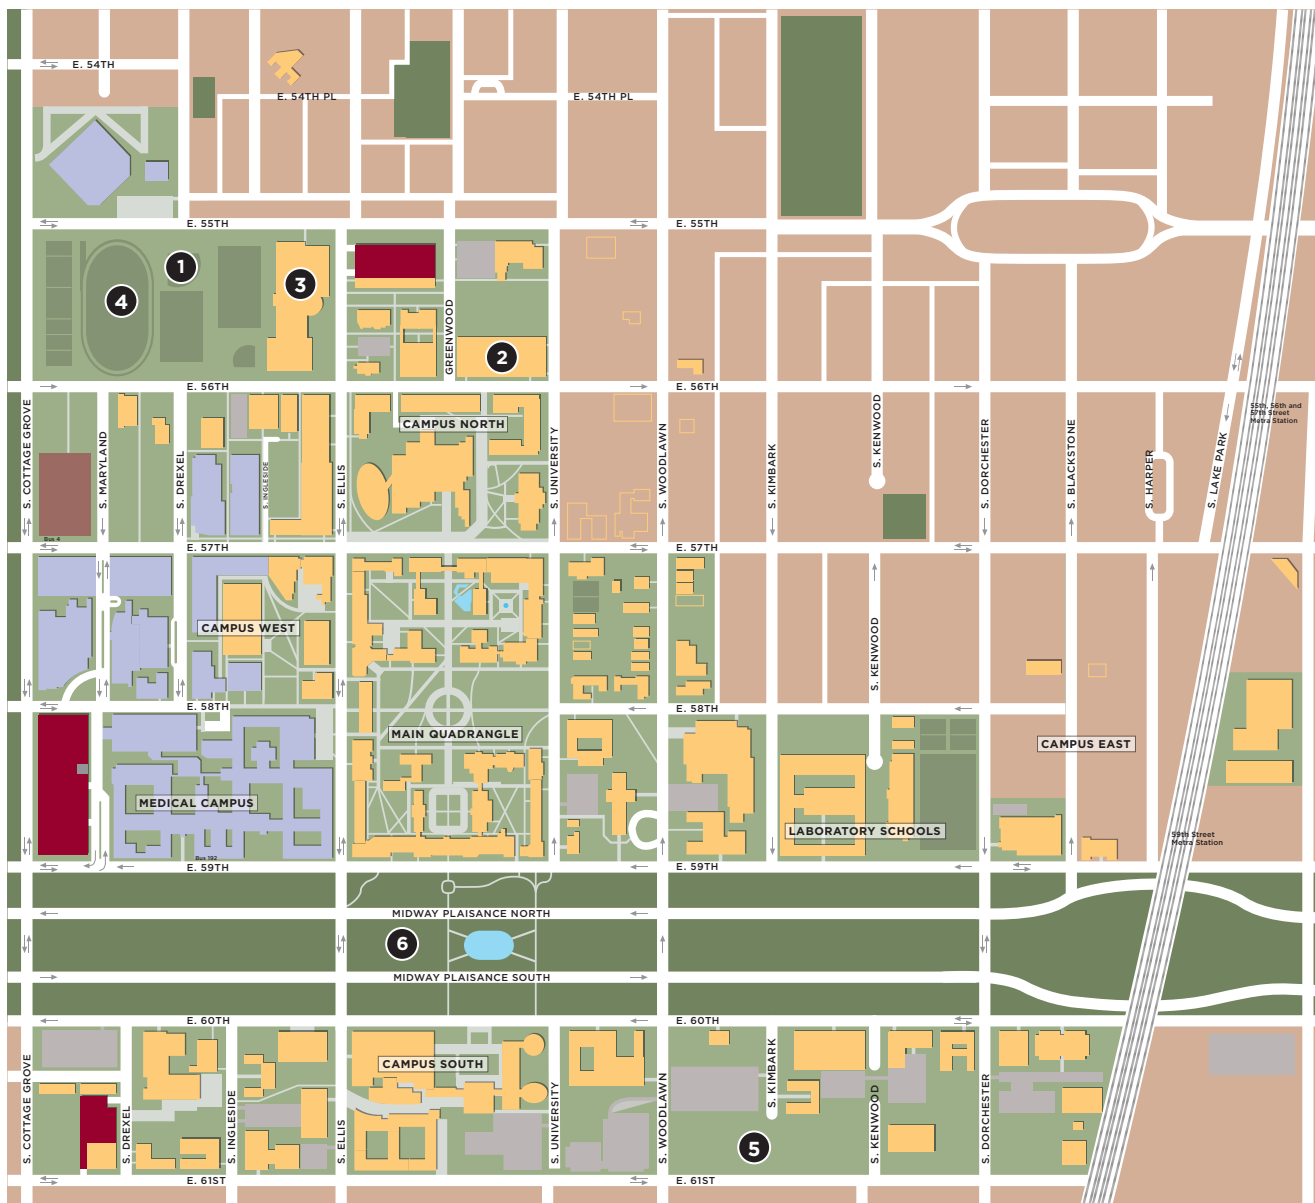 E. 54TH
E. 54TH PL
E. 54TH PL
E. 55TH
E. 55TH
1
3
4
GREENWOOD
2
E. 56TH
E. 56TH
55th, 56th and
57th Street
Metra Station
S. COTTAGE GROVE
S. MARYLAND
S. DREXEL
S. INGLESIDE
S. ELLIS
CAMPUS NORTH
S. UNIVERSITY
S. WOODLAWN
S. KIMBARK
S. KENWOOD
S. DORCHESTER
S. BLACKSTONE
S. HARPER
S. LAKE PARK
Bus 4
E. 57TH
E. 57TH
CAMPUS WEST
S. KENWOOD
E. 58TH
E. 58TH
MAIN QUADRANGLE
CAMPUS EAST
MEDICAL CAMPUS
LABORATORY SCHOOLS
59th Street
Metra Station
Bus 192
E. 59TH
E. 59TH
MIDWAY PLAISANCE NORTH
6
MIDWAY PLAISANCE SOUTH
E. 60TH
E. 60TH
CAMPUS SOUTH
S. COTTAGE GROVE
S. DREXEL
S. INGLESIDE
S. ELLIS
S. UNIVERSITY
S. WOODLAWN
S. KIMBARK
S. KENWOOD
S. DORCHESTER
5
E. 61ST
E. 61ST